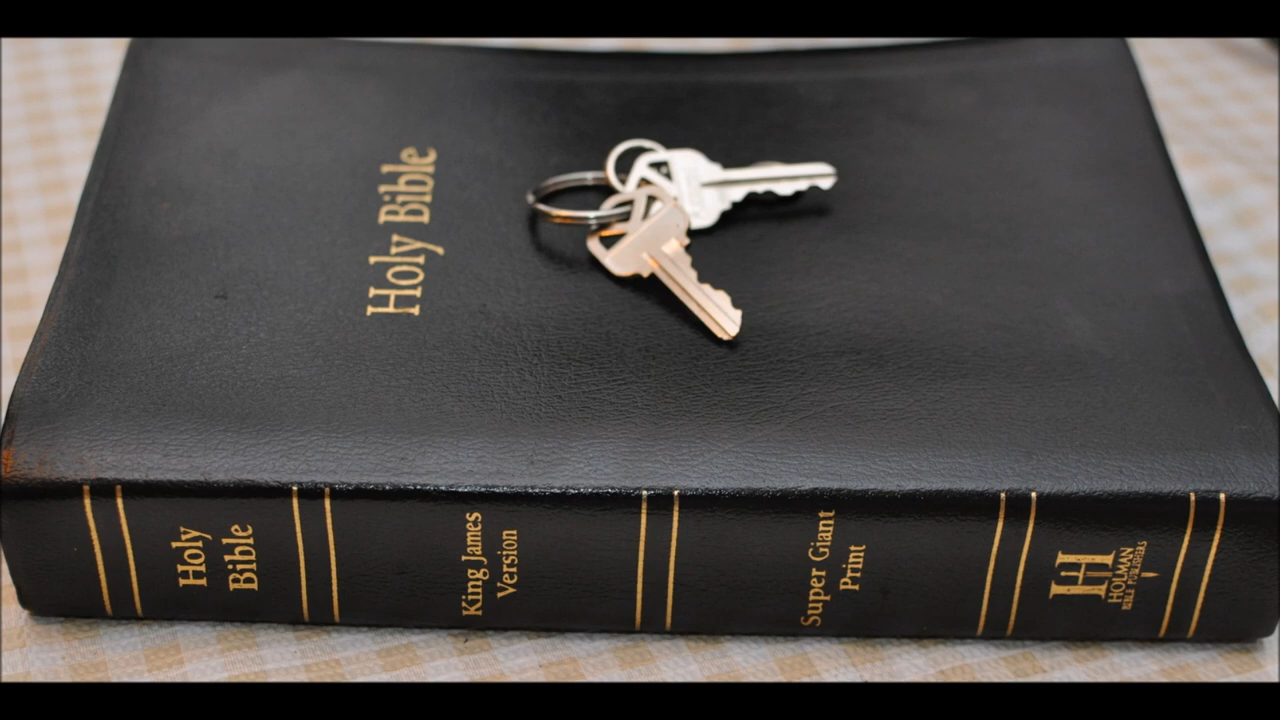 Holy Bible
Holy
Bible
King James
Version
Super Giant
Print
HOLMAN
BIBLE PUBLISHERS